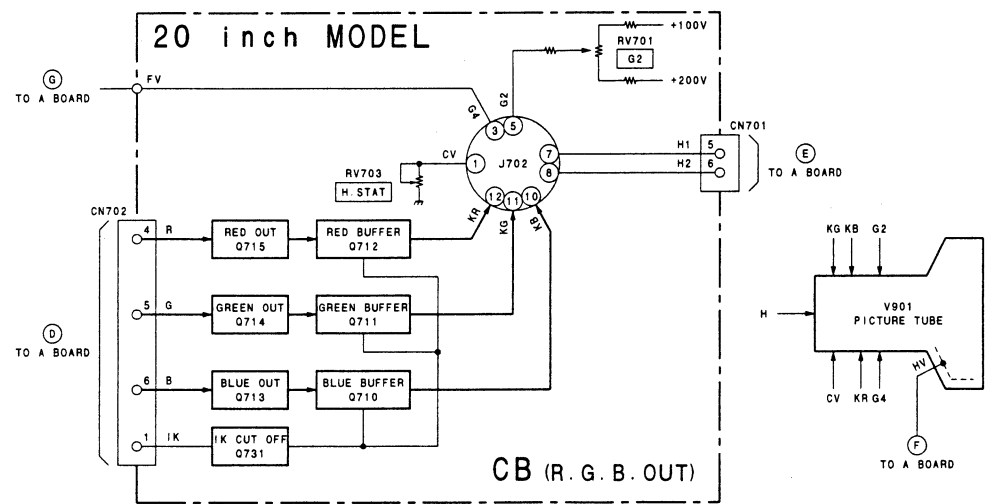 20 inch MODEL
+100V
RV701
G2
+200V
G
TO A BOARD
FV
G4
G2
3
5
CN701
CV
1
J702
7
8
H1
5
H2
6
E
TO A BOARD
RV703
H.STAT
12
11
10
KR
KG
KB
CN702
4
R
RED OUT
Q715
RED BUFFER
Q712
KG KB G2
5
G
GREEN OUT
Q714
GREEN BUFFER
Q711
H
V901
PICTURE TUBE
D
TO A BOARD
6
B
BLUE OUT
Q713
BLUE BUFFER
Q710
HV
CV KR G4
1
IK
IK CUT OFF
Q731
F
TO A BOARD
CB (R.G.B.OUT)